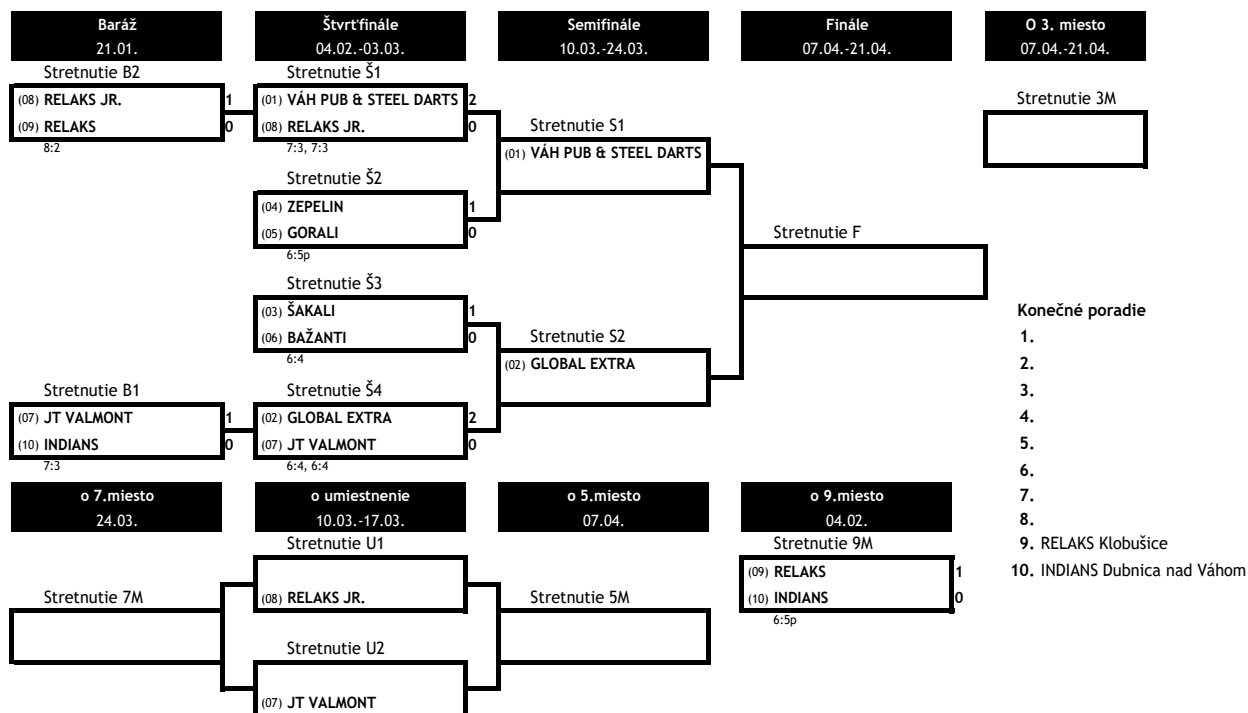 Baráž
21.01.
Štvrťfinále
04.02.-03.03.
Semifinále
10.03.-24.03.
Finále
07.04.-21.04.
O 3. miesto
07.04.-21.04.
Stretnutie B2
(08) RELAKS JR. 1
(09) RELAKS 0
8:2
Stretnutie Š1
(01) VÁH PUB & STEEL DARTS 2
(08) RELAKS JR. 0
7:3, 7:3
Stretnutie S1
(01) VÁH PUB & STEEL DARTS
Stretnutie 3M
Stretnutie Š2
(04) ZEPELIN 1
(05) GORALI 0
6:5p
Stretnutie F
Stretnutie Š3
(03) ŠAKALI 1
(06) BAŽANTI 0
6:4
Stretnutie S2
(02) GLOBAL EXTRA
Stretnutie B1
(07) JT VALMONT 1
(10) INDIANS 0
7:3
Stretnutie Š4
(02) GLOBAL EXTRA 2
(07) JT VALMONT 0
6:4, 6:4
Konečné poradie
1.
2.
3.
4.
5.
6.
7.
8.
9. RELAKS Klobušice
10. INDIANS Dubnica nad Váhom
o 7.miesto
24.03.
o umiestnenie
10.03.-17.03.
o 5.miesto
07.04.
o 9.miesto
04.02.
Stretnutie 7M
Stretnutie U1
(08) RELAKS JR.
Stretnutie U2
(07) JT VALMONT
Stretnutie 5M
Stretnutie 9M
(09) RELAKS 1
(10) INDIANS 0
6:5p